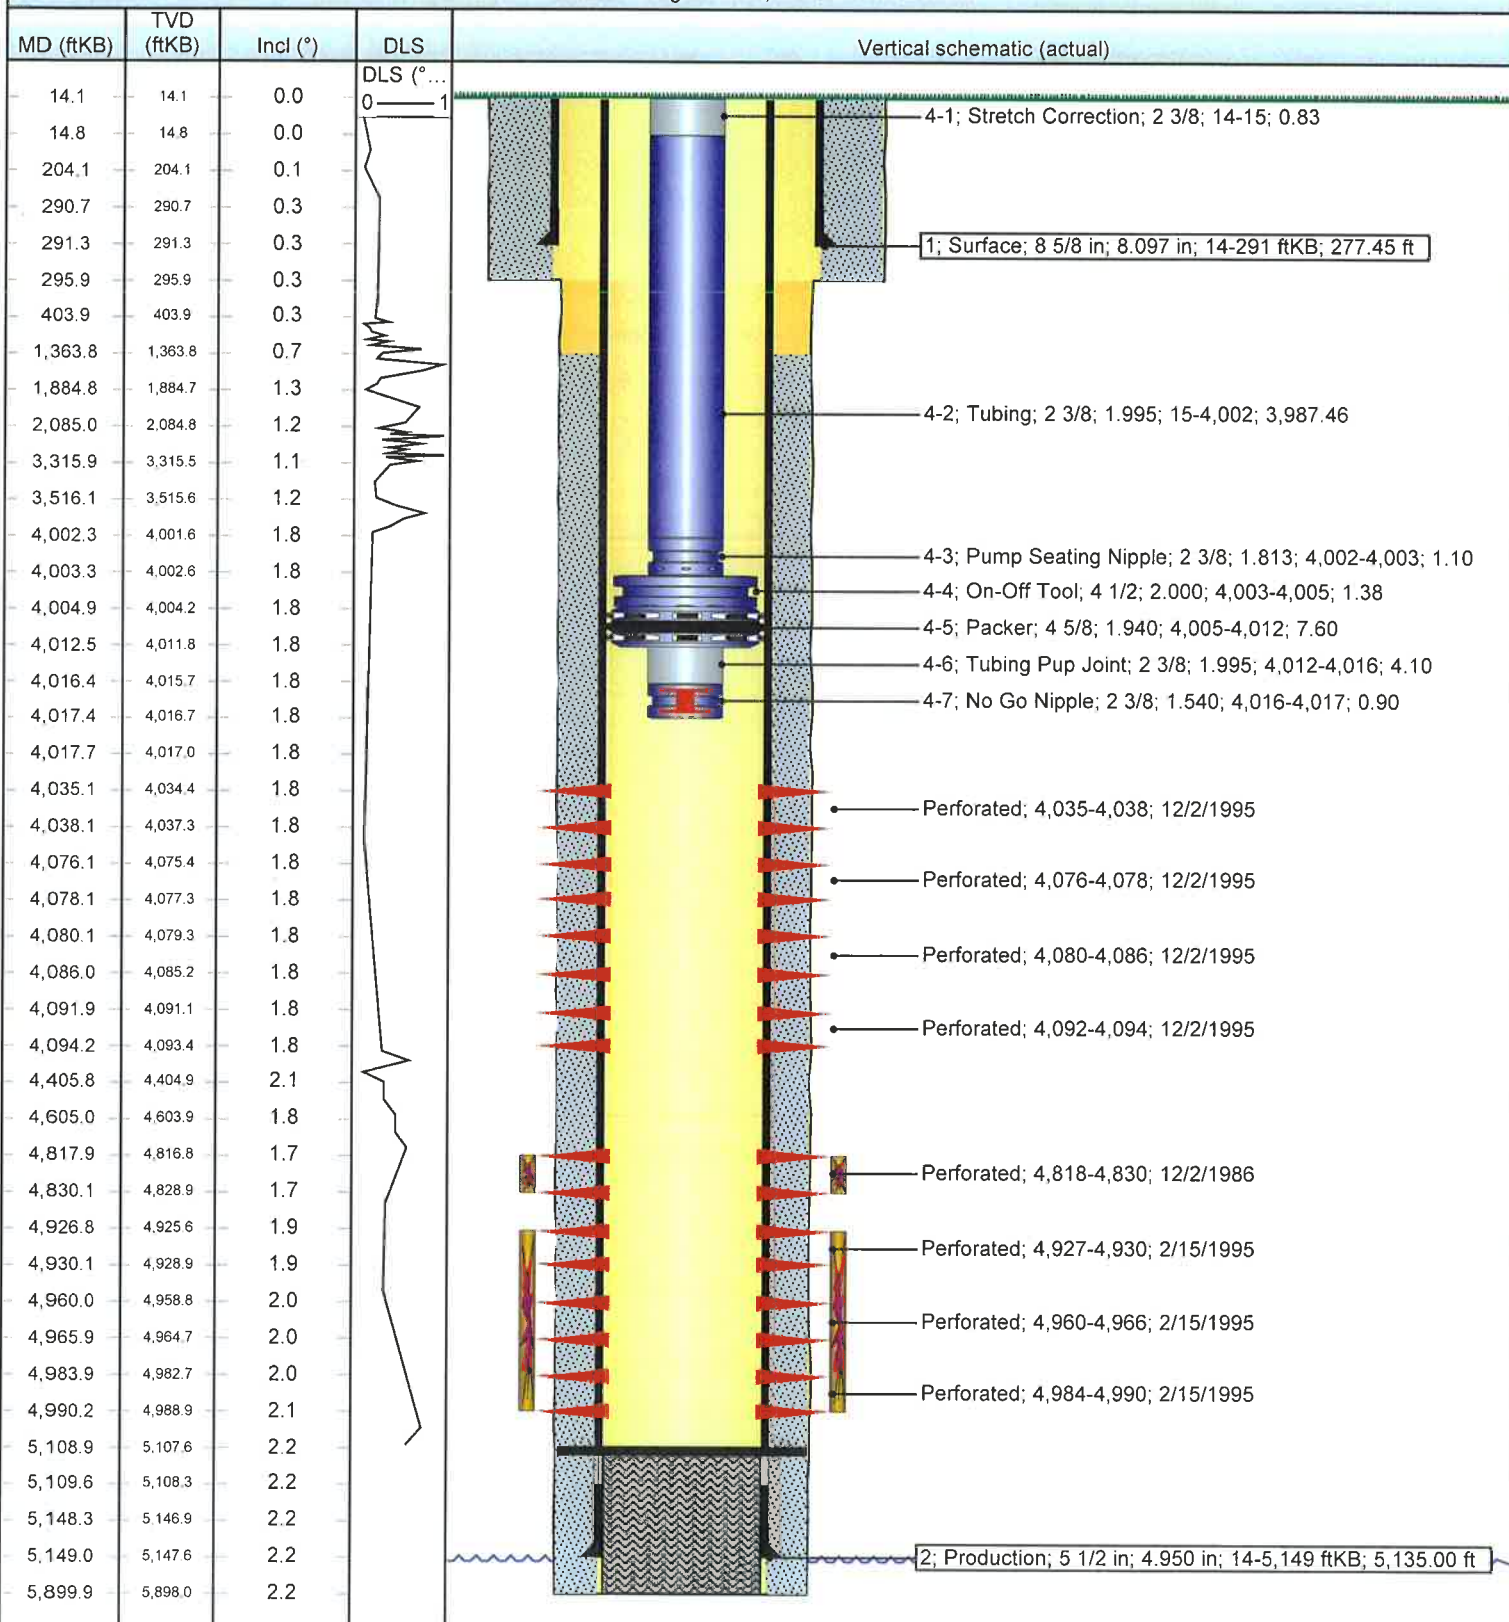 MD (ftKB) TVD (ftKB) Incl (°) DLS Vertical schematic (actual)
DLS (°...
0 1
14.1 14.1 0.0
4-1; Stretch Correction; 2 3/8; 14-15; 0.83
14.8 14.8 0.0
204.1 204.1 0.1
290.7 290.7 0.3
291.3 291.3 0.3
1; Surface; 8 5/8 in; 8.097 in; 14-291 ftKB; 277.45 ft
295.9 295.9 0.3
403.9 403.9 0.3
1,363.8 1,363.8 0.7
1,884.8 1,884.7 1.3
4-2; Tubing; 2 3/8; 1.995; 15-4,002; 3,987.46
2,085.0 2,084.8 1.2
3,315.9 3,315.5 1.1
3,516.1 3,515.6 1.2
4,002.3 4,001.6 1.8
4-3; Pump Seating Nipple; 2 3/8; 1.813; 4,002-4,003; 1.10
4,003.3 4,002.6 1.8
4-4; On-Off Tool; 4 1/2; 2.000; 4,003-4,005; 1.38
4,004.9 4,004.2 1.8
4-5; Packer; 4 5/8; 1.940; 4,005-4,012; 7.60
4,012.5 4,011.8 1.8
4-6; Tubing Pup Joint; 2 3/8; 1.995; 4,012-4,016; 4.10
4,016.4 4,015.7 1.8
4-7; No Go Nipple; 2 3/8; 1.540; 4,016-4,017; 0.90
4,017.4 4,016.7 1.8
4,017.7 4,017.0 1.8
4,035.1 4,034.4 1.8
Perforated; 4,035-4,038; 12/2/1995
4,038.1 4,037.3 1.8
4,076.1 4,075.4 1.8
Perforated; 4,076-4,078; 12/2/1995
4,078.1 4,077.3 1.8
4,080.1 4,079.3 1.8
Perforated; 4,080-4,086; 12/2/1995
4,086.0 4,085.2 1.8
4,091.9 4,091.1 1.8
Perforated; 4,092-4,094; 12/2/1995
4,094.2 4,093.4 1.8
4,405.8 4,404.9 2.1
4,605.0 4,603.9 1.8
4,817.9 4,816.8 1.7
Perforated; 4,818-4,830; 12/2/1986
4,830.1 4,828.9 1.7
4,926.8 4,925.6 1.9
Perforated; 4,927-4,930; 2/15/1995
4,930.1 4,928.9 1.9
4,960.0 4,958.8 2.0
Perforated; 4,960-4,966; 2/15/1995
4,965.9 4,964.7 2.0
4,983.9 4,982.7 2.0
Perforated; 4,984-4,990; 2/15/1995
4,990.2 4,988.9 2.1
5,108.9 5,107.6 2.2
5,109.6 5,108.3 2.2
5,148.3 5,146.9 2.2
5,149.0 5,147.6 2.2
2; Production; 5 1/2 in; 4.950 in; 14-5,149 ftKB; 5,135.00 ft
5,899.9 5,898.0 2.2